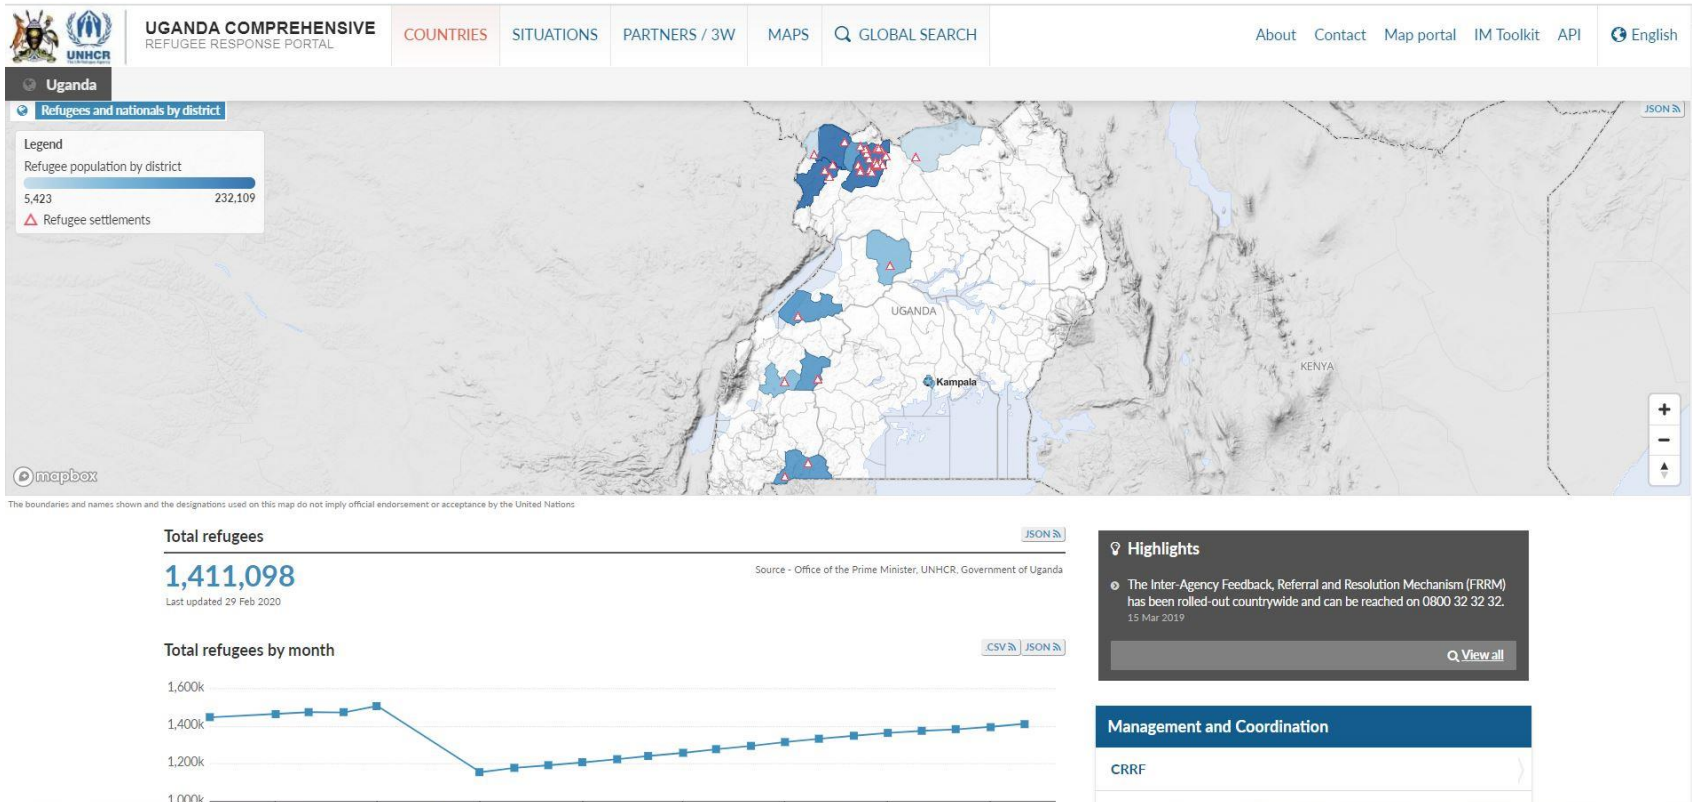 UNHCR
The UN Refugee Agency
UGANDA COMPREHENSIVE
REFUGEE RESPONSE PORTAL
COUNTRIES
SITUATIONS
PARTNERS / 3W
MAPS
GLOBAL SEARCH
About
Contact
Map portal
IM Toolkit
API
English
Uganda
Refugees and nationals by district
JSON
Legend
Refugee population by district
5,423
232,109
Refugee settlements
UGANDA
Kampala
KENYA
+
−
mapbox
The boundaries and names shown and the designations used on this map do not imply official endorsement or acceptance by the United Nations
Total refugees
JSON
1,411,098
Source - Office of the Prime Minister, UNHCR, Government of Uganda
Last updated 29 Feb 2020
Total refugees by month
CSV
JSON
1,600k
1,400k
1,200k
1,000k
Highlights
The Inter-Agency Feedback, Referral and Resolution Mechanism (FRRM)
has been rolled-out countrywide and can be reached on 0800 32 32 32.
15 Mar 2019
View all
Management and Coordination
CRRF